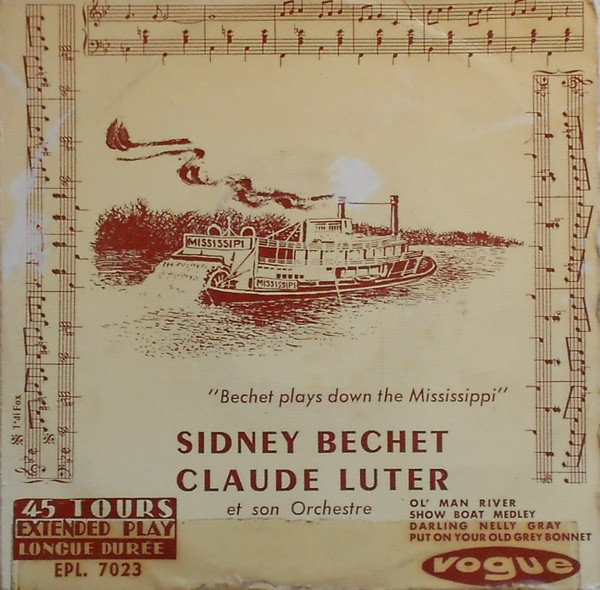 MISSISSIPI
MISSISSIPI
"Bechet plays down the Mississippi"
SIDNEY BECHET
CLAUDE LUTER
et son Orchestre
T°di Fox
45 TOURS
EXTENDED PLAY
LONGUE DURÉE
EPL. 7023
OL' MAN RIVER
SHOW BOAT MEDLEY
DARLING NELLY GRAY
PUT ON YOUR OLD GREY BONNET
vogue